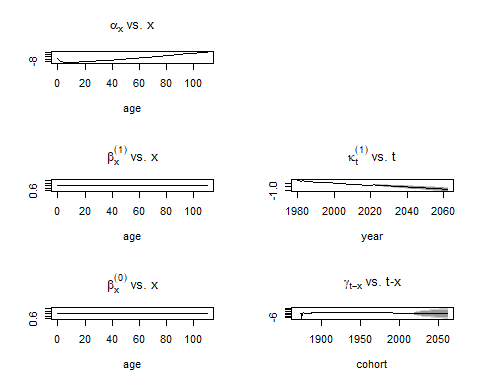 αₓ vs. x
-8
0 20 40 60 80 100
age
βₓ⁽¹⁾ vs. x
0.6
0 20 40 60 80 100
age
κₜ⁽¹⁾ vs. t
-1.0
1980 2000 2020 2040 2060
year
βₓ⁽⁰⁾ vs. x
0.6
0 20 40 60 80 100
age
γₜ₋ₓ vs. t-x
-6
1900 1950 2000 2050
cohort